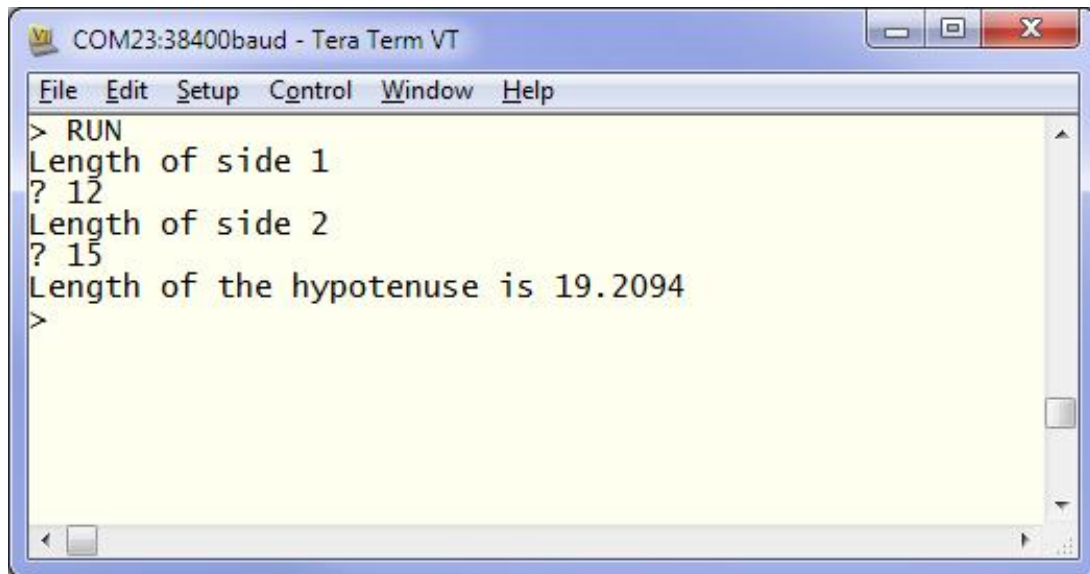 COM23:38400baud - Tera Term VT
File Edit Setup Control Window Help
> RUN
Length of side 1
? 12
Length of side 2
? 15
Length of the hypotenuse is 19.2094
>